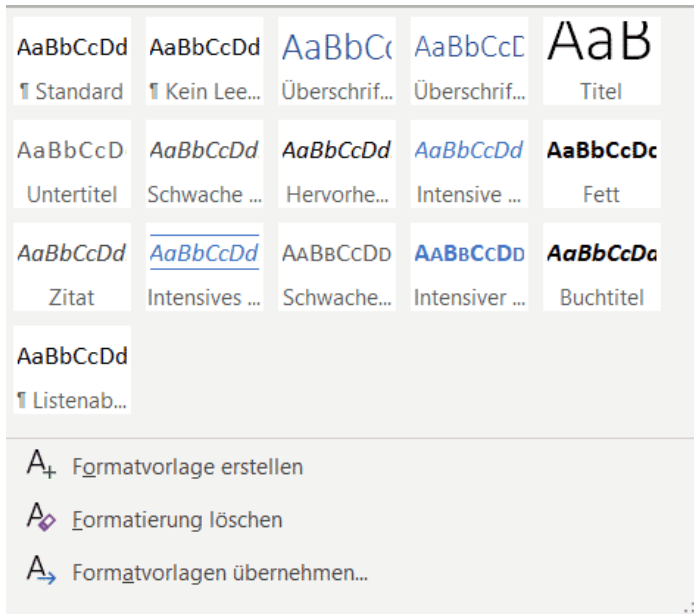 AaBbCcDd AaBbCcDd AaBbCc AaBbCcD AaB
¶ Standard ¶ Kein Lee... Überschrif... Überschrif... Titel
AaBbCcD AaBbCcDd AaBbCcDd AaBbCcDd AaBbCcDc
Untertitel Schwache ... Hervorhe... Intensive ... Fett
AaBbCcDd AaBbCcDd AaBbCcDd AaBbCcDd AaBbCcDd
Zitat Intensives ... Schwache... Intensiver ... Buchtitel
AaBbCcDd
¶ Listenab...
Formatvorlage erstellen
Formatierung löschen
Formatvorlagen übernehmen...